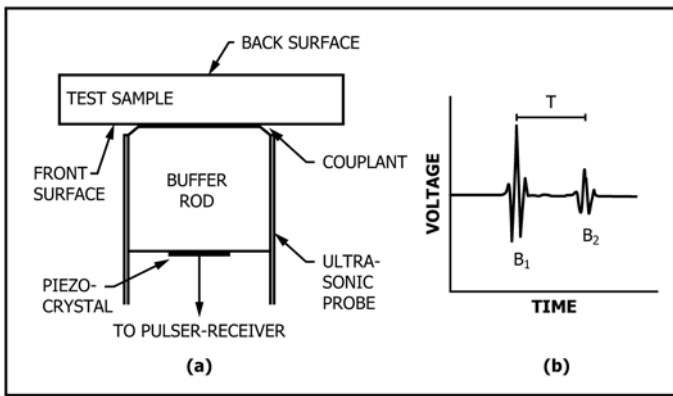 BACK SURFACE
TEST SAMPLE
FRONT
SURFACE
COUPLANT
BUFFER
ROD
PIEZO-
CRYSTAL
ULTRA-
SONIC
PROBE
TO PULSER-RECEIVER
(a)
T
VOLTAGE
B1
B2
TIME
(b)